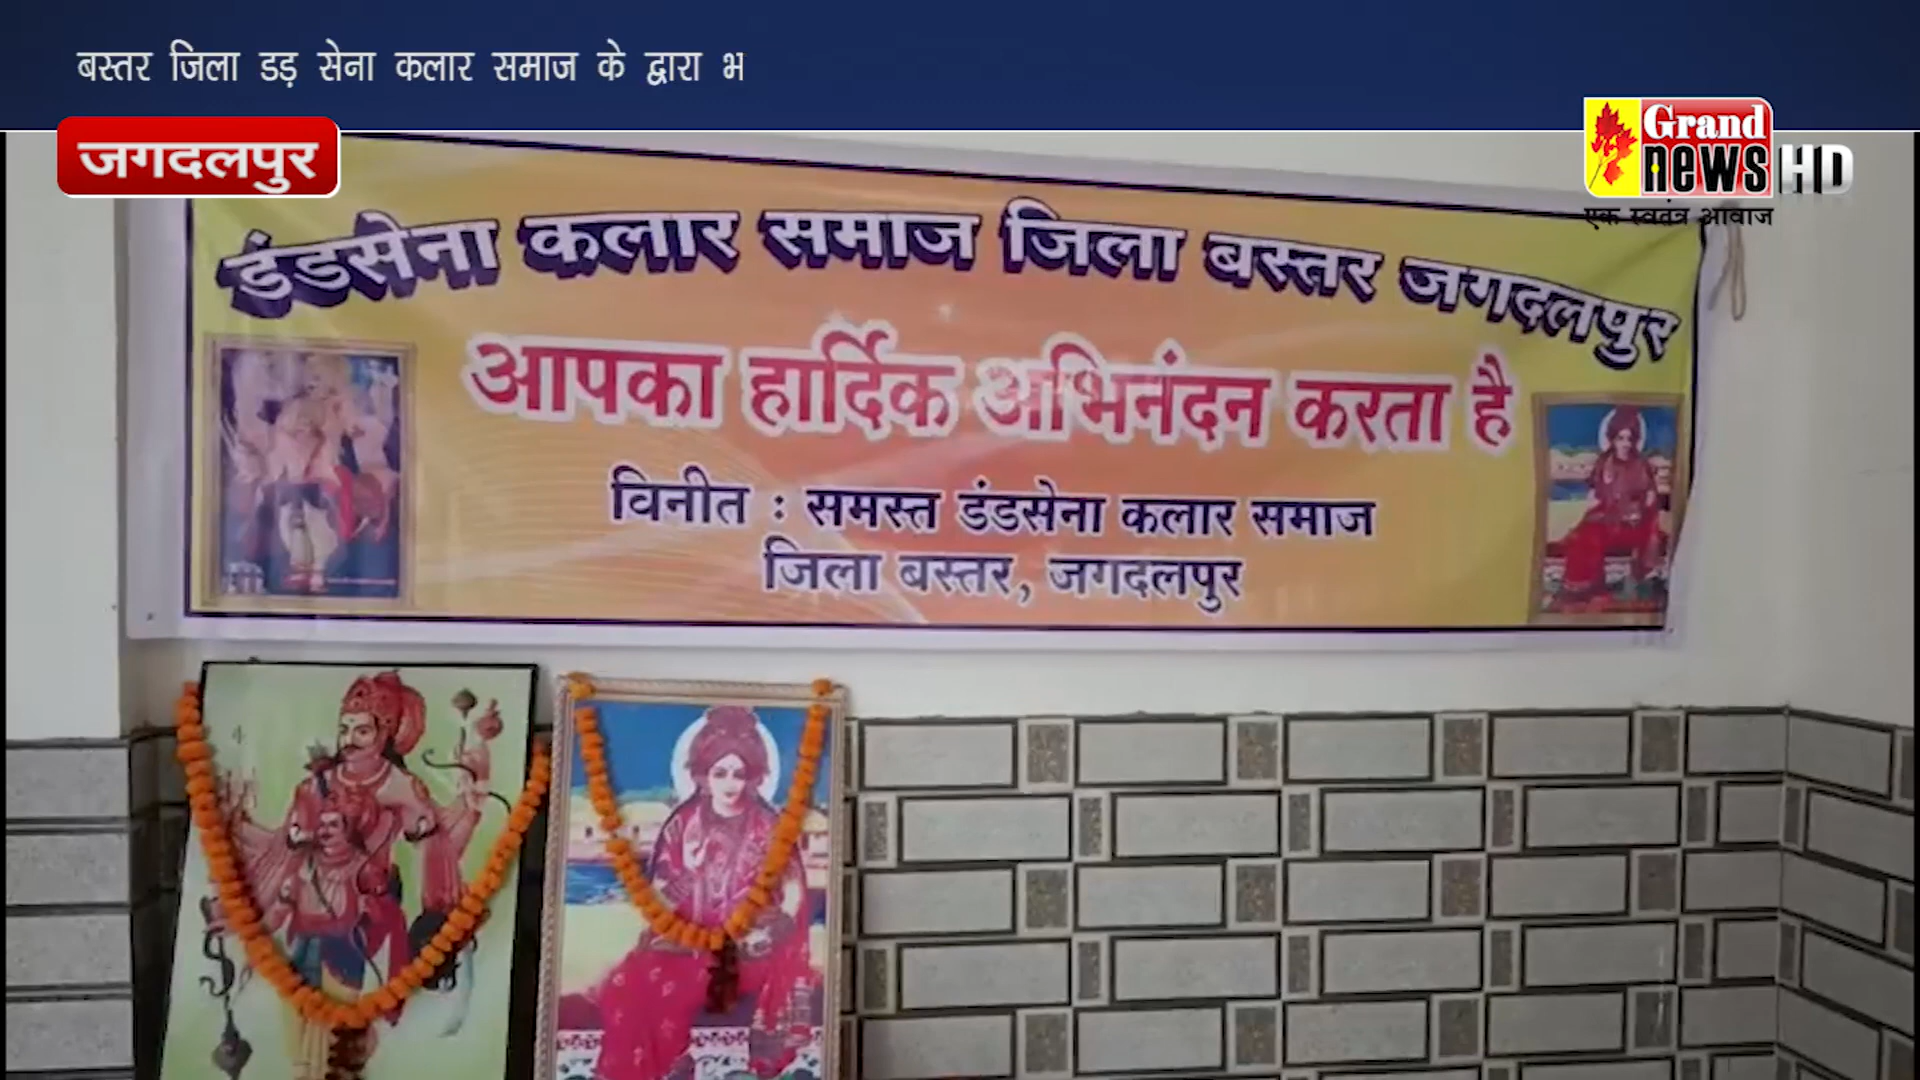 बस्तर जिला डड़ सेना कलार समाज के द्वारा भ
जगदलपुर
Grand
news HD
एक स्वतंत्र आवाज
डंडसेना कलार समाज जिला बस्तर जगदलपुर
आपका हार्दिक अभिनंदन करता है
विनीत : समस्त डंडसेना कलार समाज
जिला बस्तर, जगदलपुर
4